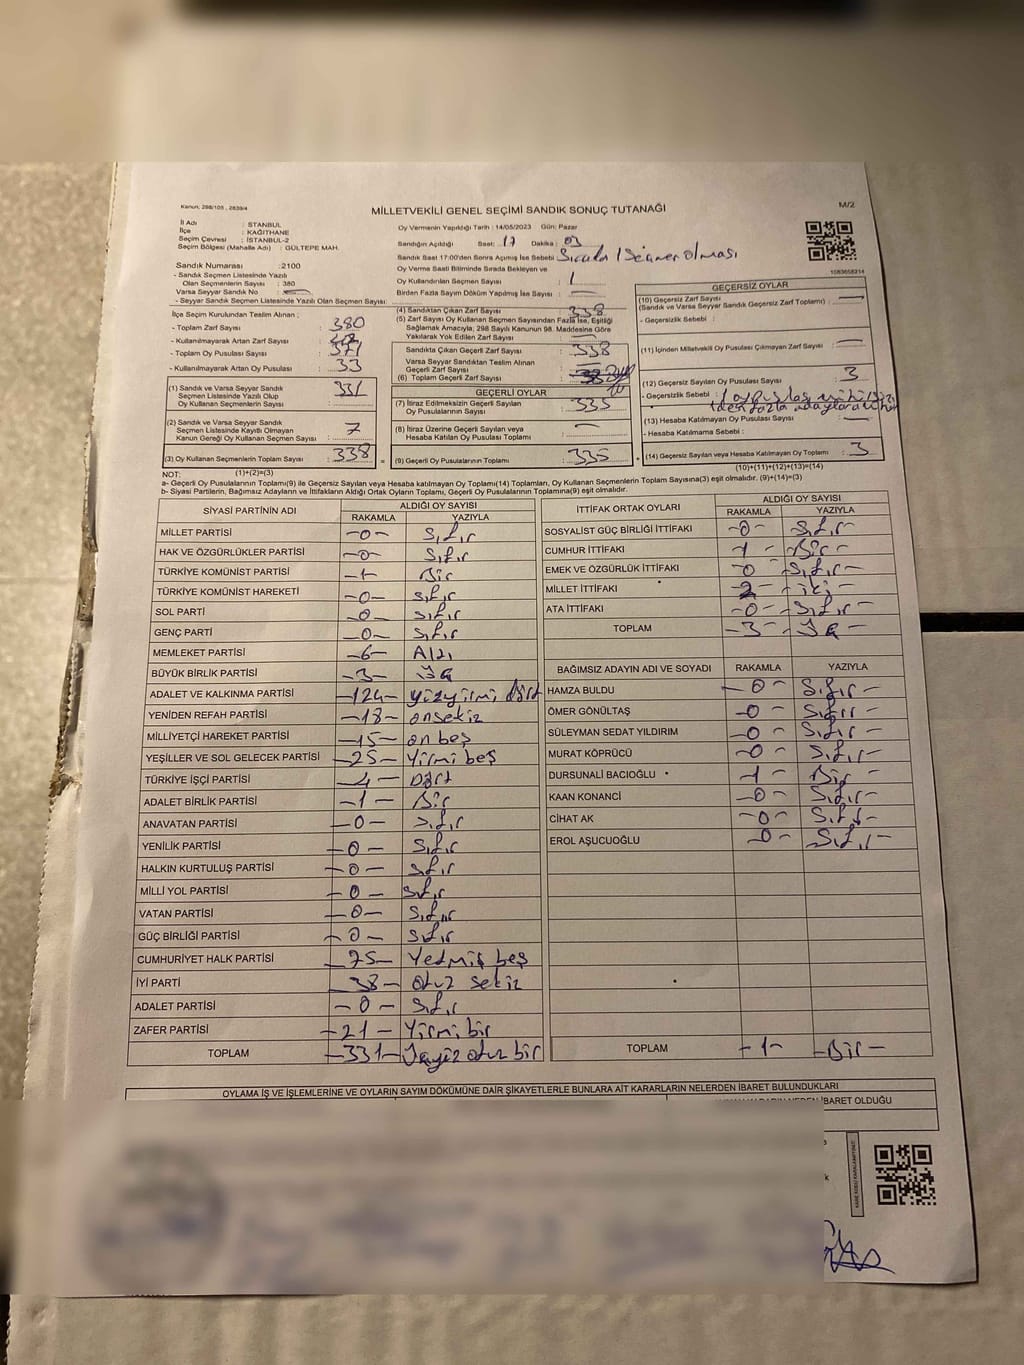 Kanun: 298/105 , 2839/4
MİLLETVEKİLİ GENEL SEÇİMİ SANDIK SONUÇ TUTANAĞI
M/2
İl Adı : İSTANBUL
İlçe : KAĞITHANE
Seçim Çevresi : İSTANBUL-2
Seçim Bölgesi (Mahalle Adı) : GÜLTEPE MAH.
Sandık Numarası :2100
- Sandık Seçmen Listesinde Yazılı
Olan Seçmenlerin Sayısı : 380
Varsa Seyyar Sandık No :
- Seyyar Sandık Listesinde Yazılı Olan Seçmen Sayısı:
İlçe Seçim Kurulundan Teslim Alınan ;
- Toplam Zarf Sayısı : 380
- Kullanılmayarak Artan Zarf Sayısı :
- Toplam Oy Pusulası Sayısı : 371
- Kullanılmayarak Artan Oy Pusulası : 33
(1) Sandık ve Varsa Seyyar Sandık
Seçmen Listesinde Yazılı Olup
Oy Kullanan Seçmenlerin Sayısı : 331
(2) Sandık ve Varsa Seyyar Sandık
Seçmen Listesinde Kayıtlı Olmayan
Kanun Gereği Oy Kullanan Seçmen Sayısı : 7
(3) Oy Kullanan Seçmenlerin Toplam Sayısı : 338
(1)+(2)=(3)
Oy Vermenin Yapıldığı Tarih : 14/05/2023 Gün: Pazar
Sandığın Açıldığı Saat: 17 Dakika : 03
Sandık Saat 17:00'den Sonra Açılmış İse Sebebi : Sırada 1 Seçmen olması
Oy Verme Saati Bitiminde Sırada Bekleyen ve
Oy Kullandırılan Seçmen Sayısı : 1
Birden Fazla Sayım Döküm Yapılmış İse Sayısı :
(4) Sandıktan Çıkan Zarf Sayısı : 338
(5) Zarf Sayısı Oy Kullanan Seçmen Sayısından Fazla İse, Eşitliği
Sağlamak Amacıyla; 298 Sayılı Kanunun 98. Maddesine Göre
Yakılarak Yok Edilen Zarf Sayısı :
Sandıkta Çıkan Geçerli Zarf Sayısı : 338
Varsa Seyyar Sandıktan Teslim Alınan
Geçerli Zarf Sayısı :
(6) Toplam Geçerli Zarf Sayısı :
GEÇERLİ OYLAR
(7) İtiraz Edilmeksizin Geçerli Sayılan
Oy Pusulalarının Sayısı : 335
(8) İtiraz Üzerine Geçerli Sayılan veya
Hesaba Katılan Oy Pusulası Toplamı :
(9) Geçerli Oy Pusulalarının Toplamı : 335
1083658214
GEÇERSİZ OYLAR
(10) Geçersiz Zarf Sayısı
(Sandık ve Varsa Seyyar Sandık Geçersiz Zarf Toplamı) :
- Geçersizlik Sebebi :
(11) İçinden Milletvekili Oy Pusulası Çıkmayan Zarf Sayısı :
(12) Geçersiz Sayılan Oy Pusulası Sayısı : 3
- Geçersizlik Sebebi :
(13) Hesaba Katılmayan Oy Pusulası Sayısı :
- Hesaba Katılmama Sebebi :
(14) Geçersiz Sayılan veya Hesaba Katılmayan Oy Toplamı : 3
(10)+(11)+(12)+(13)=(14)
NOT:
a- Geçerli Oy Pusulaları(9) ile Geçersiz Sayılan veya Hesaba Katılmayan Oy Toplamı(14) Toplamları, Oy Kullanan Seçmenlerin Toplam Sayısına(3) eşit olmalıdır. (9)+(14)=(3)
b- Siyasi Partilerin, Bağımsız Adayların ve İttifakların Aldığı Ortak Oyların Toplamı, Geçerli Oy Pusulalarının Toplamına(9) eşit olmalıdır.
SİYASİ PARTİNİN ADI ALDIĞI OY SAYISI
RAKAMLA YAZIYLA
MİLLET PARTİSİ -0- Sıfır
HAK VE ÖZGÜRLÜKLER PARTİSİ -0- Sıfır
TÜRKİYE KOMÜNİST PARTİSİ -1- Bir
TÜRKİYE KOMÜNİST HAREKETİ -0- Sıfır
SOL PARTİ -0- Sıfır
GENÇ PARTİ -0- Sıfır
MEMLEKET PARTİSİ -6- Altı
BÜYÜK BİRLİK PARTİSİ -3- Üç
ADALET VE KALKINMA PARTİSİ -124- yüzyirmi dört
YENİDEN REFAH PARTİSİ -18- onsekiz
MİLLİYETÇİ HAREKET PARTİSİ -15- on beş
YEŞİLLER VE SOL GELECEK PARTİSİ -25- Yirmi beş
TÜRKİYE İŞÇİ PARTİSİ -4- Dört
ADALET BİRLİK PARTİSİ -1- Bir
ANAVATAN PARTİSİ -0- Sıfır
YENİLİK PARTİSİ -0- Sıfır
HALKIN KURTULUŞ PARTİSİ -0- Sıfır
MİLLİ YOL PARTİSİ -0- Sıfır
VATAN PARTİSİ -0- Sıfır
GÜÇ BİRLİĞİ PARTİSİ -0- Sıfır
CUMHURİYET HALK PARTİSİ -75- Yetmiş beş
İYİ PARTİ -38- otuz sekiz
ADALET PARTİSİ -0- Sıfır
ZAFER PARTİSİ -21- Yirmi bir
TOPLAM -331- Üçyüz otuz bir
İTTİFAK ORTAK OYLARI ALDIĞI OY SAYISI
RAKAMLA YAZIYLA
SOSYALİST GÜÇ BİRLİĞİ İTTİFAKI -0- Sıfır-
CUMHUR İTTİFAKI -1- -Bir-
EMEK VE ÖZGÜRLÜK İTTİFAKI -0- -Sıfır-
MİLLET İTTİFAKI -2- -iki-
ATA İTTİFAKI -0- -Sıfır-
TOPLAM -3- -Üç-
BAĞIMSIZ ADAYIN ADI VE SOYADI RAKAMLA YAZIYLA
HAMZA BULDU -0- Sıfır-
ÖMER GÖNÜLTAŞ -0- Sıfır-
SÜLEYMAN SEDAT YILDIRIM -0- Sıfır-
MURAT KÖPRÜCÜ -0- Sıfır-
DURSUNALİ BACIOĞLU -1- Bir-
KAAN KONANCİ -0- Sıfır-
CİHAT AK -0- Sıfır-
EROL AŞUCUOĞLU -0- Sıfır-
TOPLAM -1- -Bir-
OYLAMA İŞ VE İŞLEMLERİNE VE OYLARIN SAYIM DÖKÜMÜNE DAİR ŞİKAYETLERLE BUNLARA AİT KARARLARIN NELERDEN İBARET BULUNDUKLARI
İBARET OLDUĞU